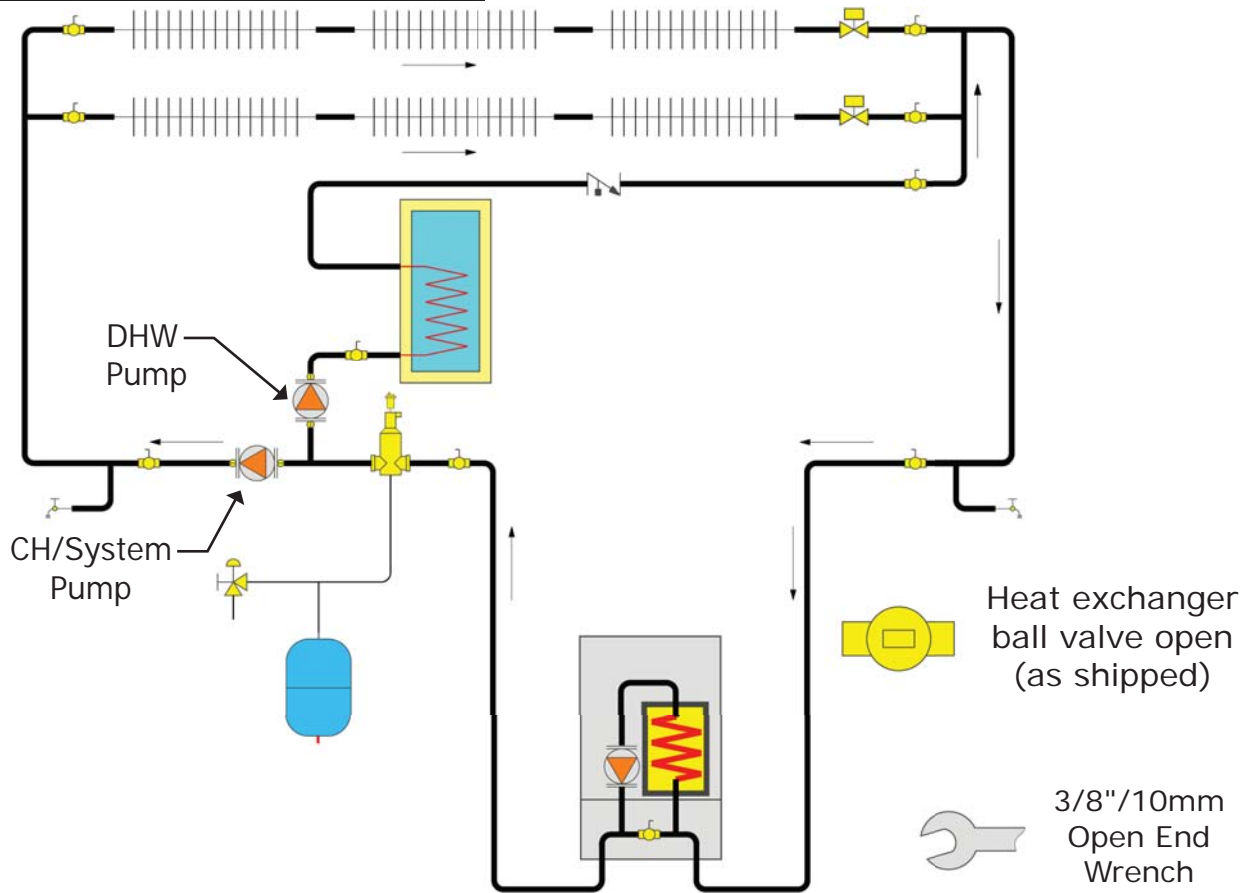 DHW
Pump
CH/System
Pump
Heat exchanger
ball valve open
(as shipped)
3/8"/10mm
Open End
Wrench